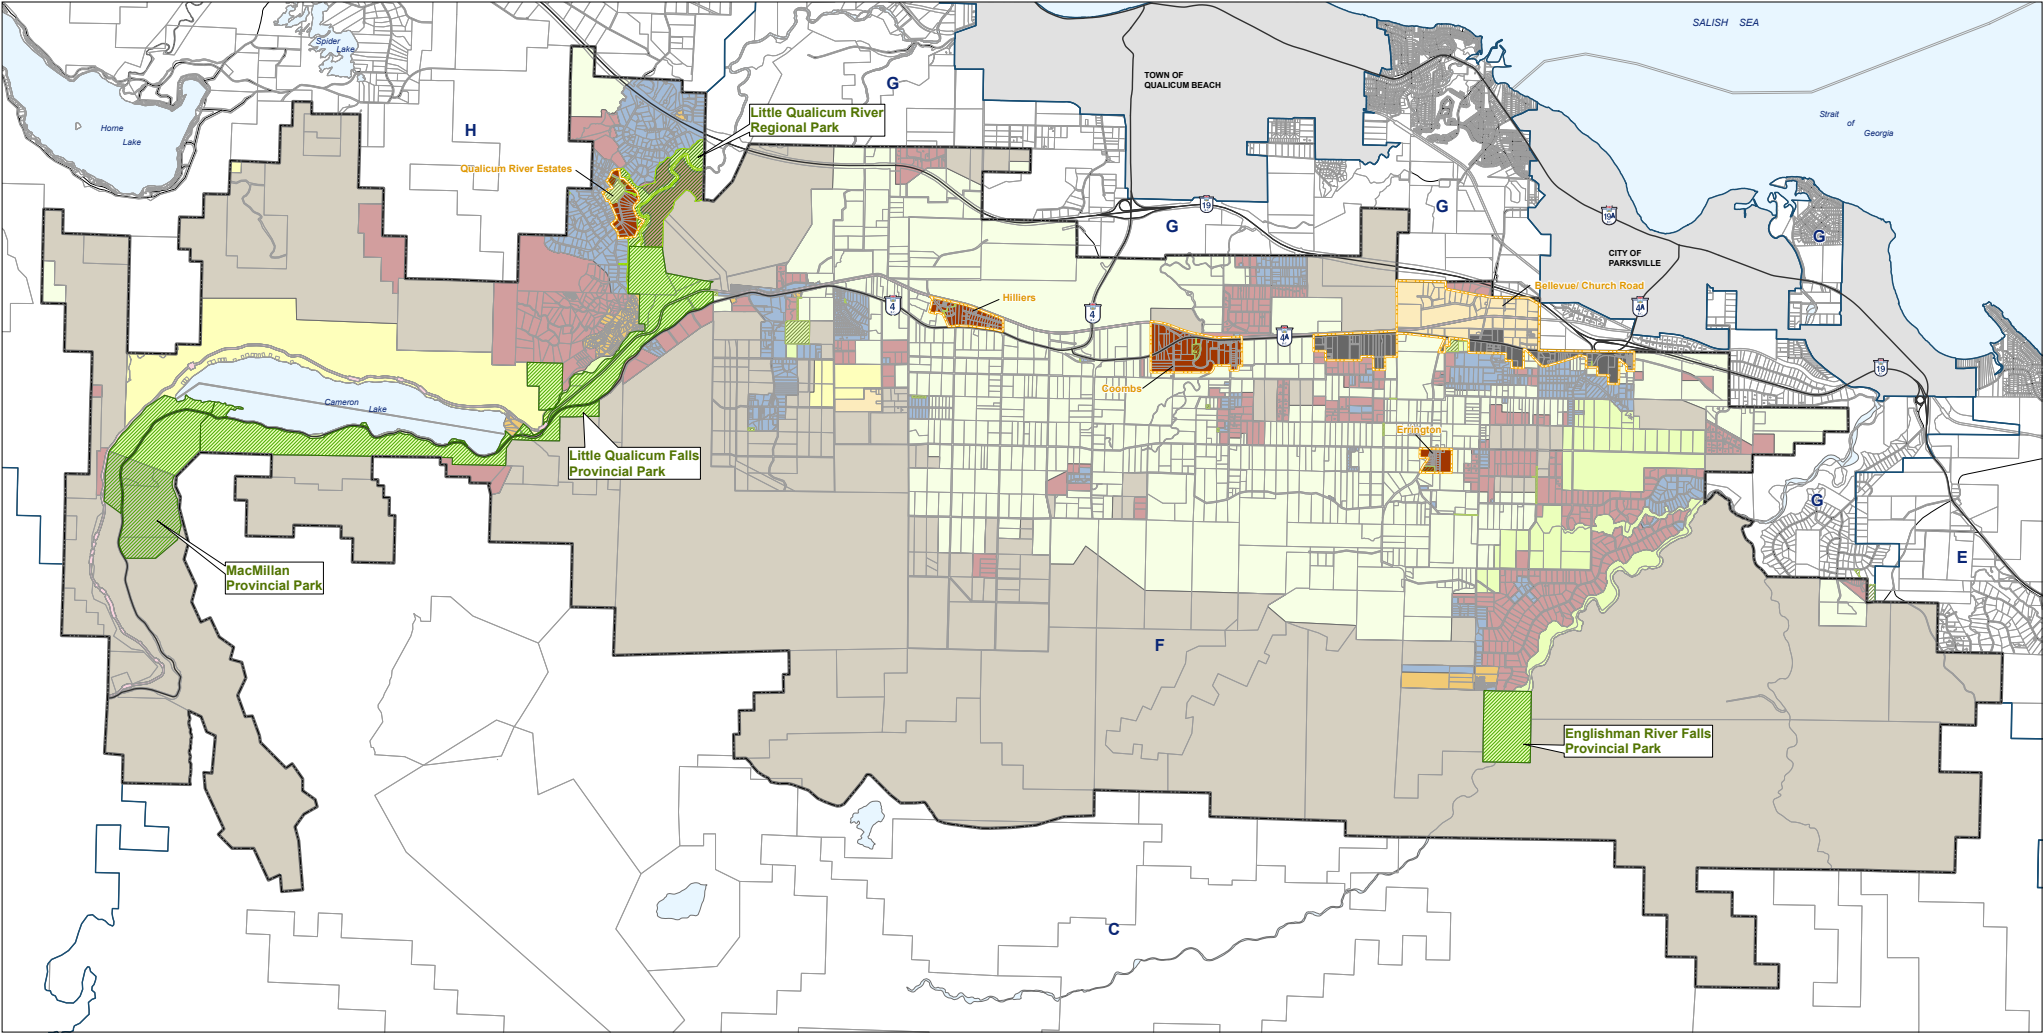 SALISH SEA
Spider
Lake
TOWN OF
QUALICUM BEACH
G
Little Qualicum River
Regional Park
Horne
Lake
H
Strait
of
Georgia
Qualicum River Estates
19
G
19A
G
G
CITY OF
PARKSVILLE
Bellevue/ Church Road
Hilliers
4
4
4A
4A
19
Coombs
Cameron
Lake
Errington
Little Qualicum Falls
Provincial Park
G
E
MacMillan
Provincial Park
F
Englishman River Falls
Provincial Park
C